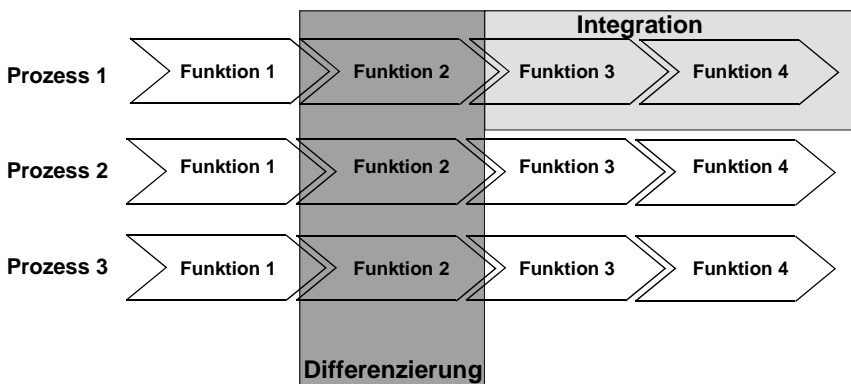 Integration
Prozess 1 Funktion 1 Funktion 2 Funktion 3 Funktion 4
Prozess 2 Funktion 1 Funktion 2 Funktion 3 Funktion 4
Prozess 3 Funktion 1 Funktion 2 Funktion 3 Funktion 4
Differenzierung